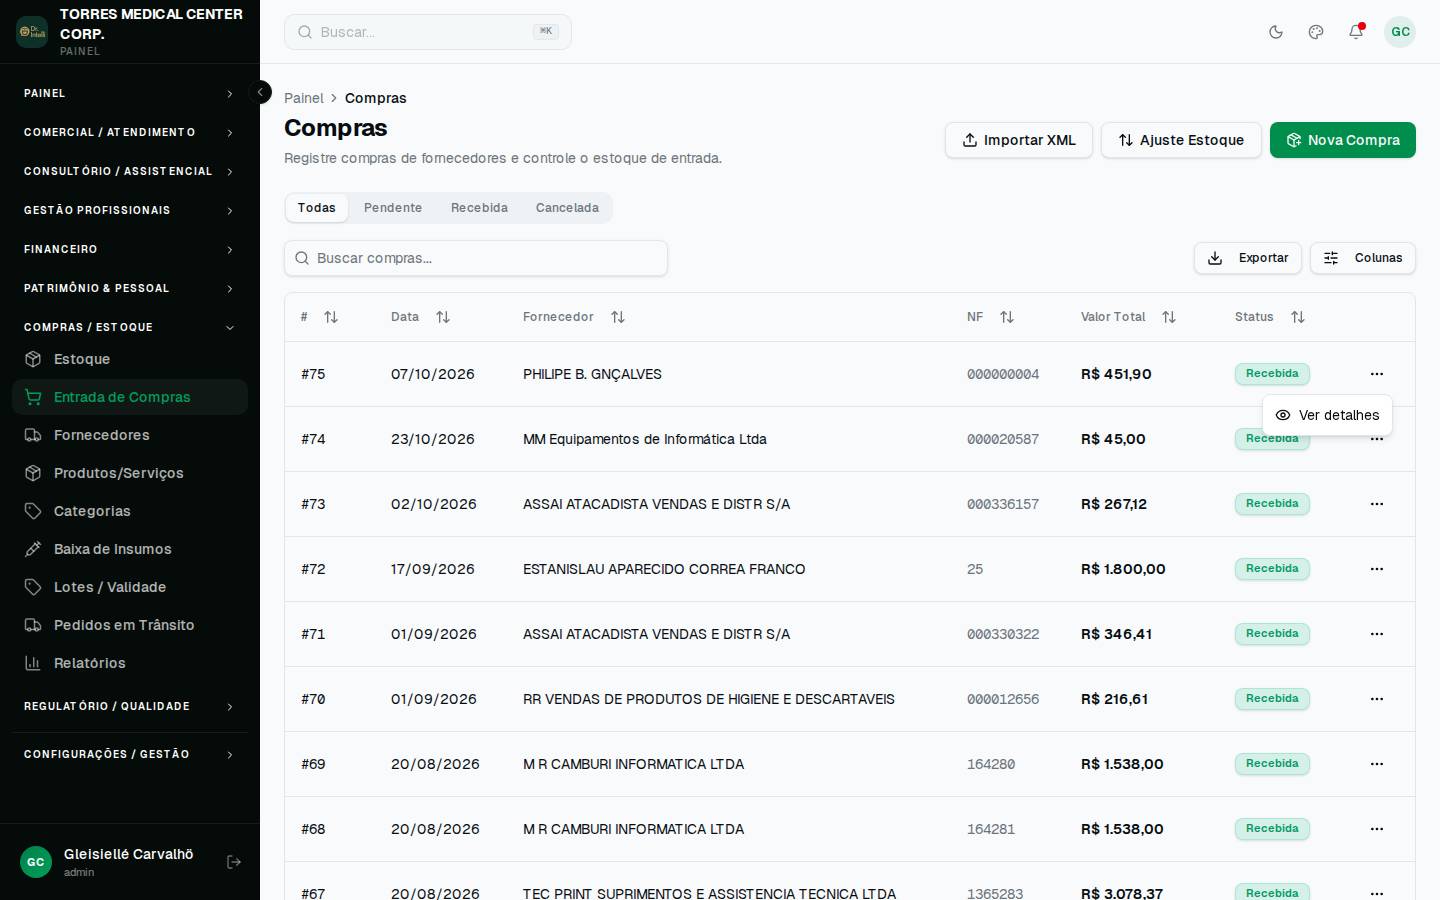 TORRES MEDICAL CENTER
CORP.
PAINEL
Buscar...
⌘K
GC
PAINEL
COMERCIAL / ATENDIMENTO
CONSULTÓRIO / ASSISTENCIAL
GESTÃO PROFISSIONAIS
FINANCEIRO
PATRIMÔNIO & PESSOAL
COMPRAS / ESTOQUE
Estoque
Entrada de Compras
Fornecedores
Produtos/Serviços
Categorias
Baixa de Insumos
Lotes / Validade
Pedidos em Trânsito
Relatórios
REGULATÓRIO / QUALIDADE
CONFIGURAÇÕES / GESTÃO
GC
Gleisiellé Carvalhö
admin
Painel > Compras
Compras
Registre compras de fornecedores e controle o estoque de entrada.
Importar XML
Ajuste Estoque
Nova Compra
Todas Pendente Recebida Cancelada
Buscar compras...
Exportar
Colunas
# Data Fornecedor NF Valor Total Status
#75 07/10/2026 PHILIPE B. GNÇALVES 000000004 R$ 451,90 Recebida
Ver detalhes
#74 23/10/2026 MM Equipamentos de Informática Ltda 000020587 R$ 45,00 Recebida
#73 02/10/2026 ASSAI ATACADISTA VENDAS E DISTR S/A 000336157 R$ 267,12 Recebida
#72 17/09/2026 ESTANISLAU APARECIDO CORREA FRANCO 25 R$ 1.800,00 Recebida
#71 01/09/2026 ASSAI ATACADISTA VENDAS E DISTR S/A 000330322 R$ 346,41 Recebida
#70 01/09/2026 RR VENDAS DE PRODUTOS DE HIGIENE E DESCARTAVEIS 000012656 R$ 216,61 Recebida
#69 20/08/2026 M R CAMBURI INFORMATICA LTDA 164280 R$ 1.538,00 Recebida
#68 20/08/2026 M R CAMBURI INFORMATICA LTDA 164281 R$ 1.538,00 Recebida
#67 20/08/2026 TEC PRINT SUPRIMENTOS E ASSISTENCIA TECNICA LTDA 1365283 R$ 3.078,37 Recebida